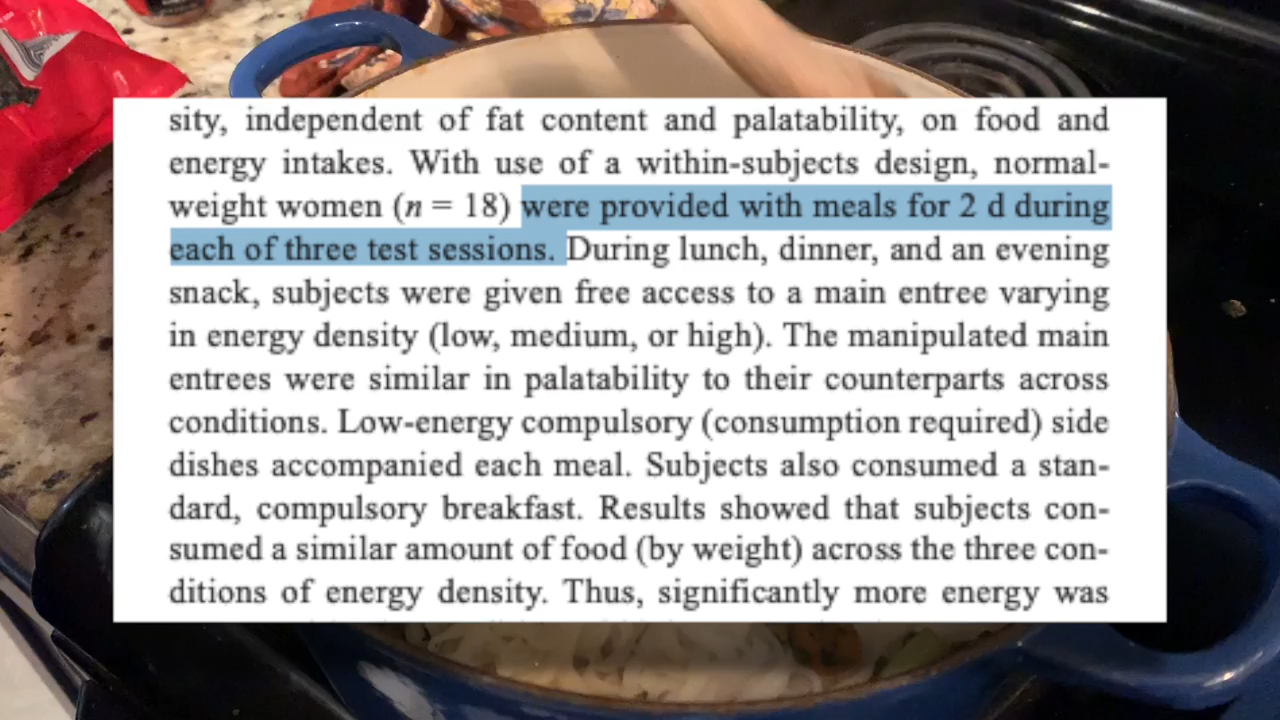 sity, independent of fat content and palatability, on food and
energy intakes. With use of a within-subjects design, normal-
weight women (n = 18) were provided with meals for 2 d during
each of three test sessions. During lunch, dinner, and an evening
snack, subjects were given free access to a main entree varying
in energy density (low, medium, or high). The manipulated main
entrees were similar in palatability to their counterparts across
conditions. Low-energy compulsory (consumption required) side
dishes accompanied each meal. Subjects also consumed a stan-
dard, compulsory breakfast. Results showed that subjects con-
sumed a similar amount of food (by weight) across the three con-
ditions of energy density. Thus, significantly more energy was